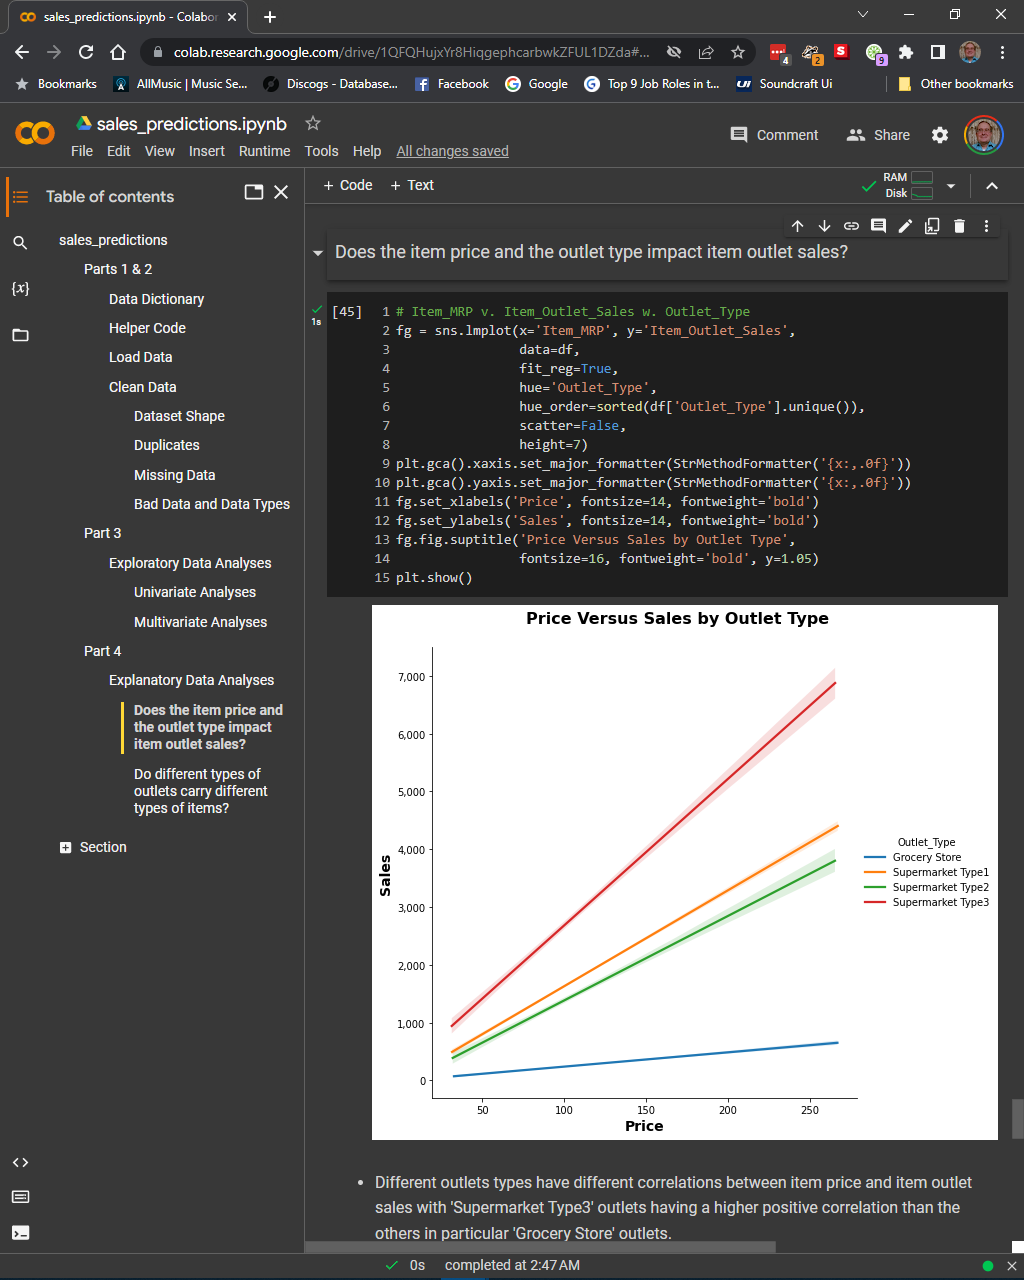 sales_predictions.ipynb - Colabor
colab.research.google.com/drive/1QFQHujxYr8HiqgephcarbwkZFUL1DZda#...
4
2
S
9
Bookmarks
AllMusic | Music Se...
Discogs - Database...
Facebook
Google
Top 9 Job Roles in t...
Soundcraft Ui
Other bookmarks
sales_predictions.ipynb
File Edit View Insert Runtime Tools Help All changes saved
Comment
Share
Table of contents
+ Code + Text
RAM
Disk
sales_predictions
Parts 1 & 2
Data Dictionary
Helper Code
Load Data
Clean Data
Dataset Shape
Duplicates
Missing Data
Bad Data and Data Types
Part 3
Exploratory Data Analyses
Univariate Analyses
Multivariate Analyses
Part 4
Explanatory Data Analyses
Does the item price and
the outlet type impact
item outlet sales?
Do different types of
outlets carry different
types of items?
Section
{x}
Does the item price and the outlet type impact item outlet sales?
[45]
1s
1 # Item_MRP v. Item_Outlet_Sales w. Outlet_Type
2 fg = sns.lmplot(x='Item_MRP', y='Item_Outlet_Sales',
3 data=df,
4 fit_reg=True,
5 hue='Outlet_Type',
6 hue_order=sorted(df['Outlet_Type'].unique()),
7 scatter=False,
8 height=7)
9 plt.gca().xaxis.set_major_formatter(StrMethodFormatter('{x:,.0f}'))
10 plt.gca().yaxis.set_major_formatter(StrMethodFormatter('{x:,.0f}'))
11 fg.set_xlabels('Price', fontsize=14, fontweight='bold')
12 fg.set_ylabels('Sales', fontsize=14, fontweight='bold')
13 fg.fig.suptitle('Price Versus Sales by Outlet Type',
14 fontsize=16, fontweight='bold', y=1.05)
15 plt.show()
Price Versus Sales by Outlet Type
7,000
6,000
5,000
4,000
3,000
2,000
1,000
0
Sales
50 100 150 200 250
Price
Outlet_Type
Grocery Store
Supermarket Type1
Supermarket Type2
Supermarket Type3
• Different outlets types have different correlations between item price and item outlet
sales with 'Supermarket Type3' outlets having a higher positive correlation than the
others in particular 'Grocery Store' outlets.
0s completed at 2:47 AM